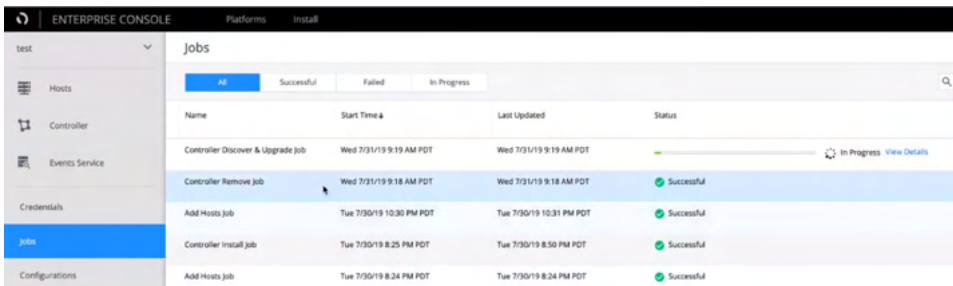 ENTERPRISE CONSOLE Platforms Install
test
Jobs
Hosts
Controller
Events Service
Credentials
Jobs
Configurations
All Successful Failed In Progress
Name Start Time Last Updated Status
Controller Discover & Upgrade Job Wed 7/31/19 9:19 AM PDT Wed 7/31/19 9:19 AM PDT In Progress View Details
Controller Remove Job Wed 7/31/19 9:18 AM PDT Wed 7/31/19 9:18 AM PDT Successful
Add Hosts Job Tue 7/30/19 10:30 PM PDT Tue 7/30/19 10:31 PM PDT Successful
Controller Install Job Tue 7/30/19 8:25 PM PDT Tue 7/30/19 8:50 PM PDT Successful
Add Hosts Job Tue 7/30/19 8:24 PM PDT Tue 7/30/19 8:24 PM PDT Successful